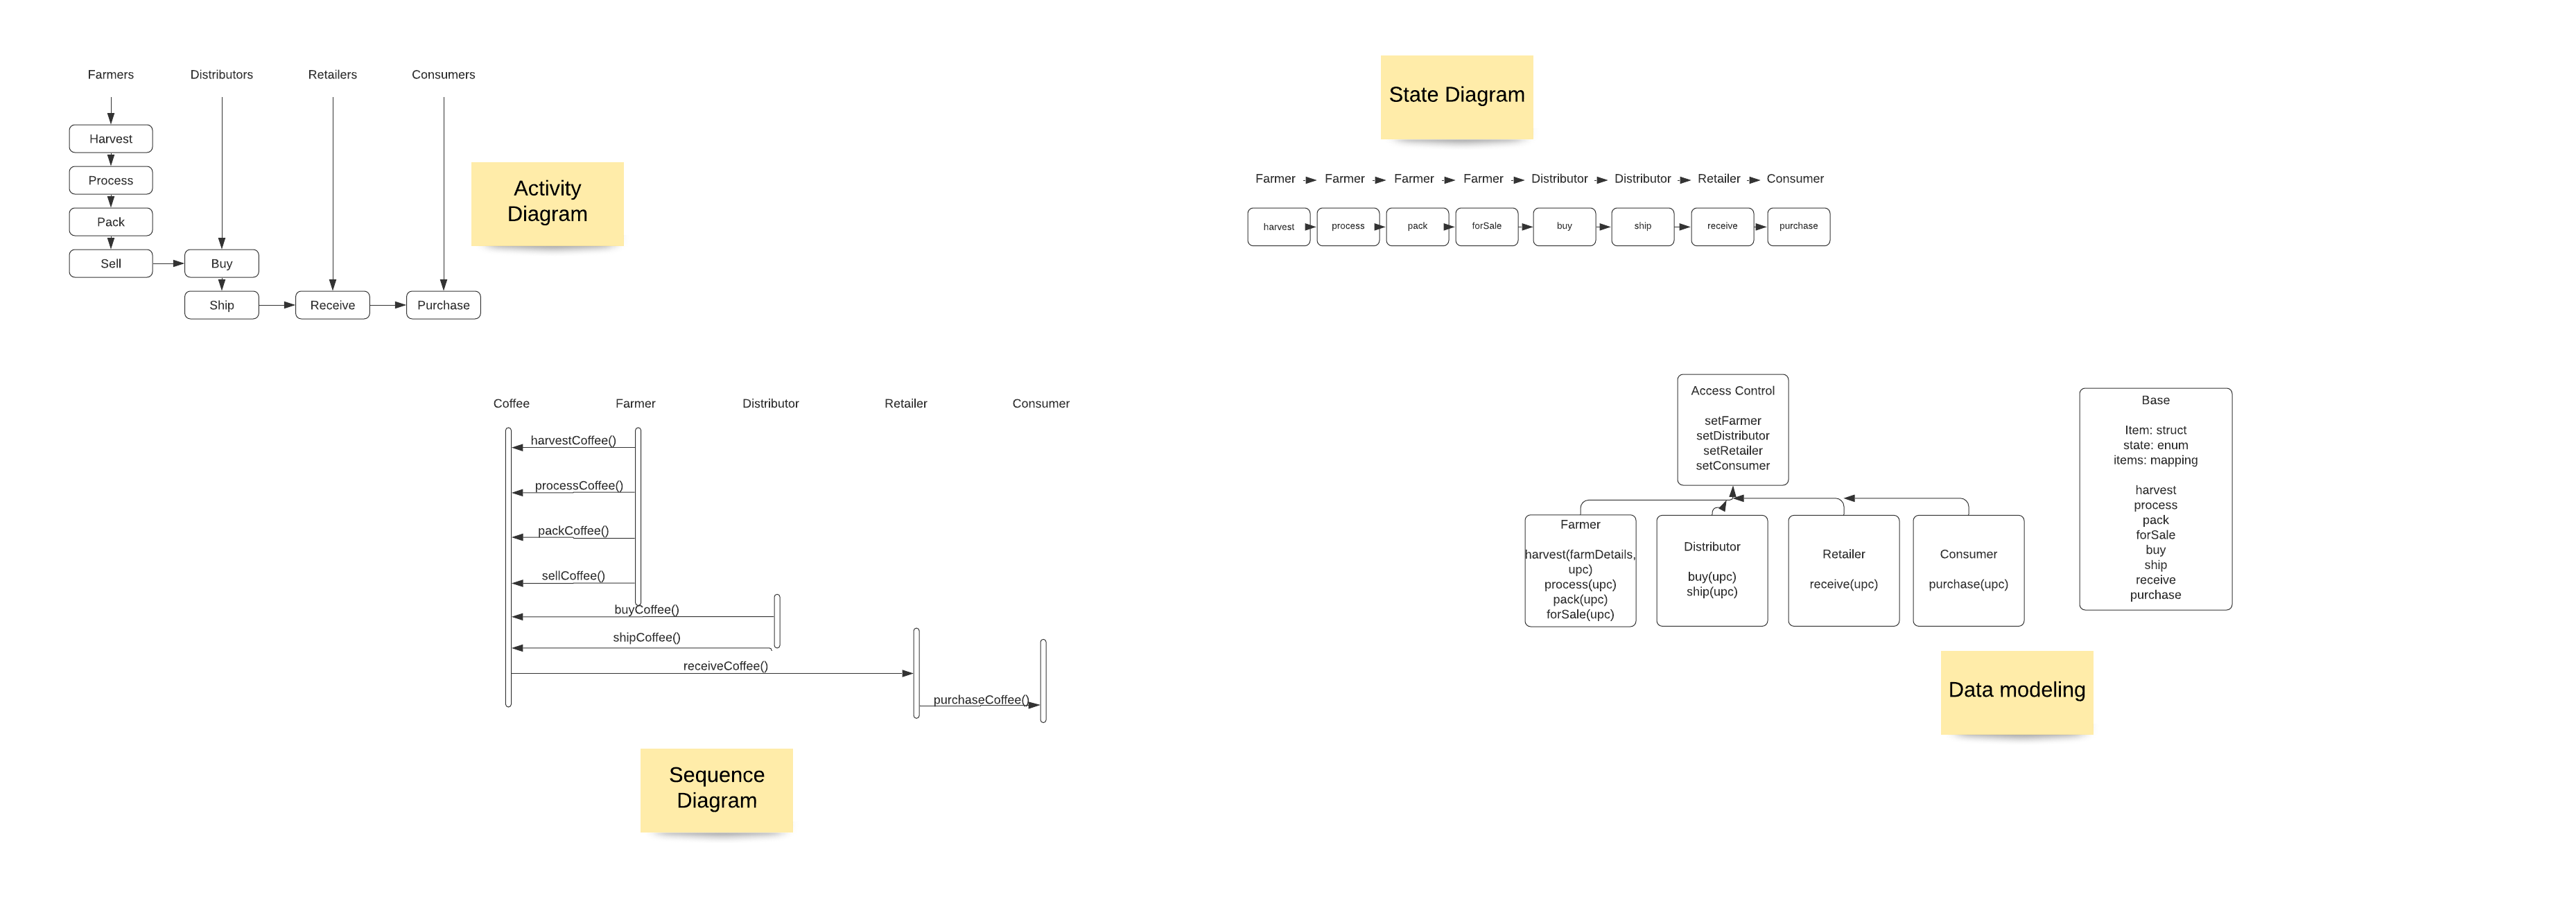 Farmers
Distributors
Retailers
Consumers
Harvest
Process
Pack
Sell
Buy
Ship
Receive
Purchase
Activity
Diagram
State Diagram
Farmer
Farmer
Farmer
Farmer
Distributor
Distributor
Retailer
Consumer
harvest
process
pack
forSale
buy
ship
receive
purchase
Coffee
Farmer
Distributor
Retailer
Consumer
harvestCoffee()
processCoffee()
packCoffee()
sellCoffee()
buyCoffee()
shipCoffee()
receiveCoffee()
purchaseCoffee()
Sequence
Diagram
Access Control
setFarmer
setDistributor
setRetailer
setConsumer
Farmer
harvest(farmDetails,
upc)
process(upc)
pack(upc)
forSale(upc)
Distributor
buy(upc)
ship(upc)
Retailer
receive(upc)
Consumer
purchase(upc)
Base
Item: struct
state: enum
items: mapping
harvest
process
pack
forSale
buy
ship
receive
purchase
Data modeling